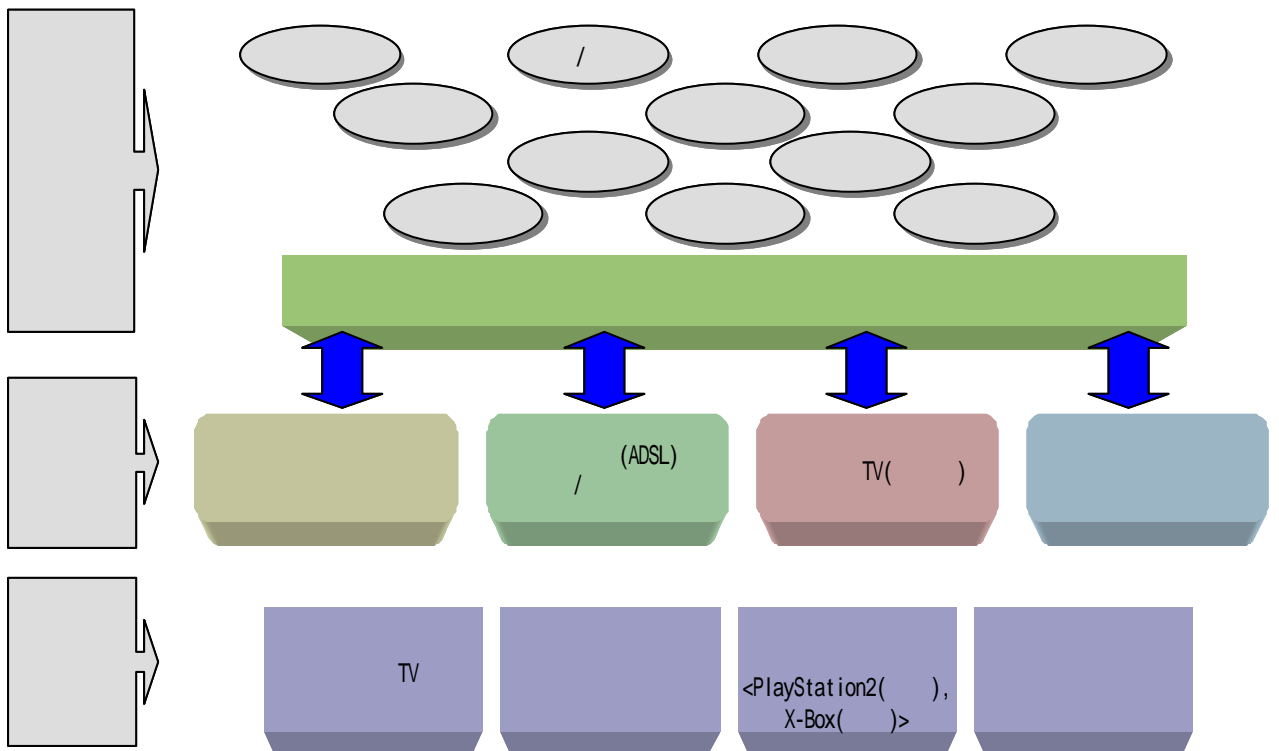 /
(ADSL)
/
TV( )
TV
<PlayStation2( ),
X-Box( )>